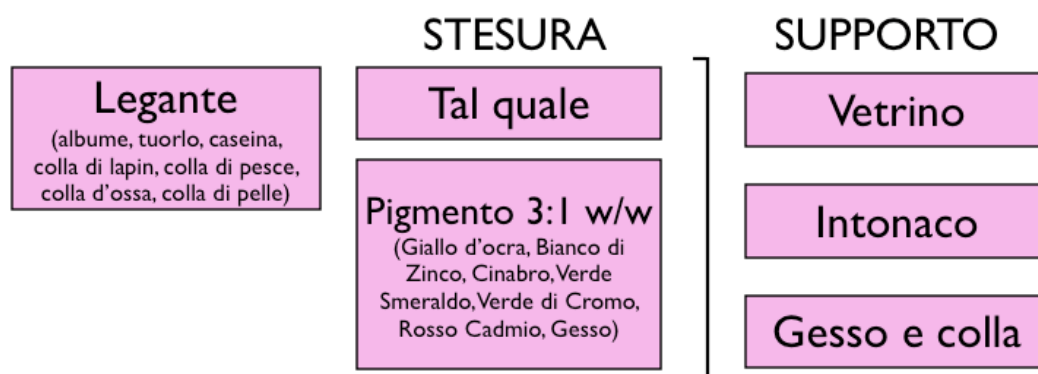 STESURA
SUPPORTO
Legante
(albume, tuorlo, caseina,
colla di lapin, colla di pesce,
colla d'ossa, colla di pelle)
Tal quale
Pigmento 3:1 w/w
(Giallo d'ocra, Bianco di
Zinco, Cinabro, Verde
Smeraldo, Verde di Cromo,
Rosso Cadmio, Gesso)
Vetrino
Intonaco
Gesso e colla